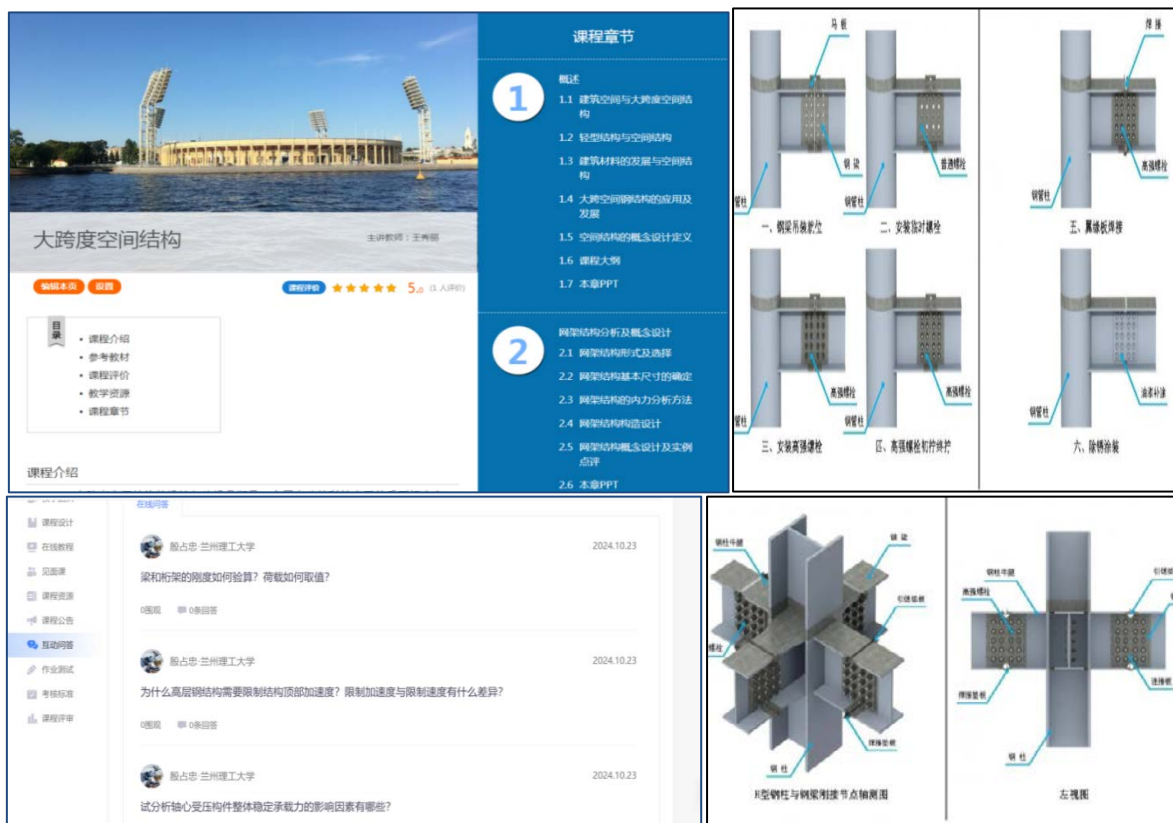 大跨度空间结构
主讲教师：王秀丽
编辑本页
设置
课程评价
5.0 (1 人评价)
目录
• 课程介绍
• 参考教材
• 课程评价
• 教学资源
• 课程章节
课程介绍
课程章节
1
概述
1.1 建筑空间与大跨度空间结
构
1.2 轻型结构与空间结构
1.3 建筑材料的发展与空间结
构
1.4 大跨空间钢结构的应用及
发展
1.5 空间结构的概念设计定义
1.6 课程大纲
1.7 本章PPT
2
网架结构分析及概念设计
2.1 网架结构形式及选择
2.2 网架结构基本尺寸的确定
2.3 网架结构的内力分析方法
2.4 网架结构构造设计
2.5 网架结构概念设计及实例
点评
2.6 本章PPT
马板
钢梁
钢管柱
一、钢梁吊装就位
普通螺栓
钢管柱
二、安装临时螺栓
焊接
高强螺栓
钢管柱
五、翼缘板焊接
高强螺栓
钢管柱
三、安装高强螺栓
高强螺栓
钢管柱
四、高强螺栓初拧终拧
油漆补涂
钢管柱
六、除锈涂装
课程设计
在线教程
见面课
课程资源
课程公告
互动问答
作业测试
考核标准
课程评审
在线问答
殷占忠·兰州理工大学
2024.10.23
梁和桁架的刚度如何验算？荷载如何取值？
0围观
0条回答
殷占忠·兰州理工大学
2024.10.23
为什么高层钢结构需要限制结构顶部加速度？限制加速度与限制速度有什么差异？
0围观
0条回答
殷占忠·兰州理工大学
2024.10.23
试分析轴心受压构件整体稳定承载力的影响因素有哪些？
钢柱牛腿
钢梁
引弧垫板
螺栓
焊接垫板
钢柱
H型钢柱与钢梁刚接节点轴测图
钢柱牛腿
高强螺栓
引弧
连接板
焊接垫板
钢柱
左视图